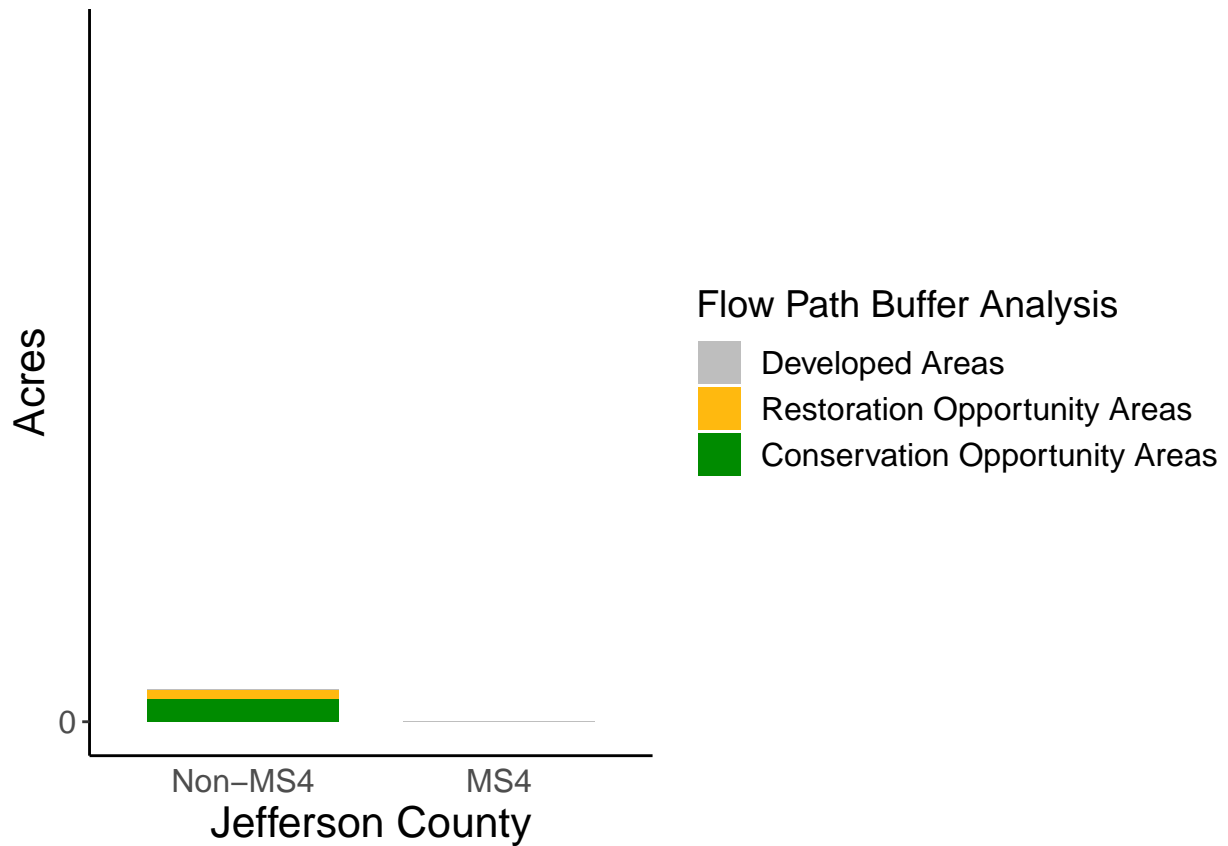 Acres
0
Non−MS4
MS4
Jefferson County
Flow Path Buffer Analysis
Developed Areas
Restoration Opportunity Areas
Conservation Opportunity Areas